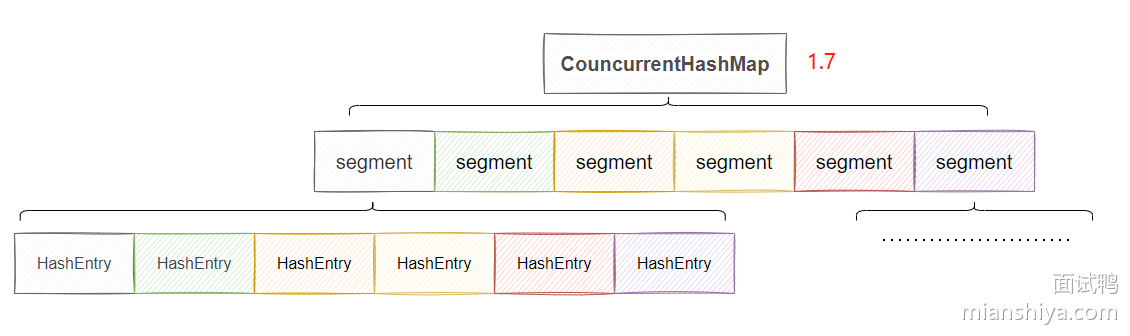 CouncurrentHashMap 1.7
segment segment segment segment segment segment
HashEntry HashEntry HashEntry HashEntry HashEntry HashEntry
面试鸭
mianshiya.com